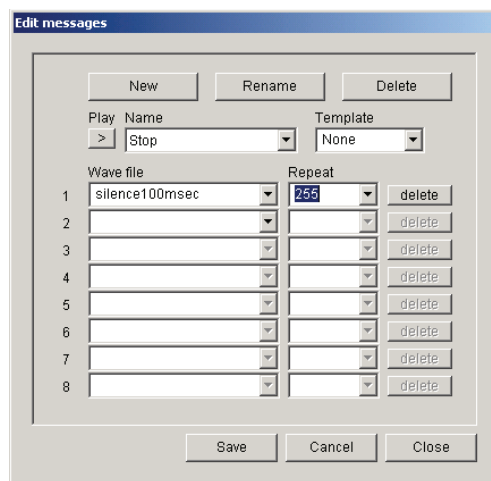 Edit messages
New Rename Delete
Play Name Template
> Stop None
Wave file Repeat
1 silence100msec 255 delete
2 delete
3 delete
4 delete
5 delete
6 delete
7 delete
8 delete
Save Cancel Close